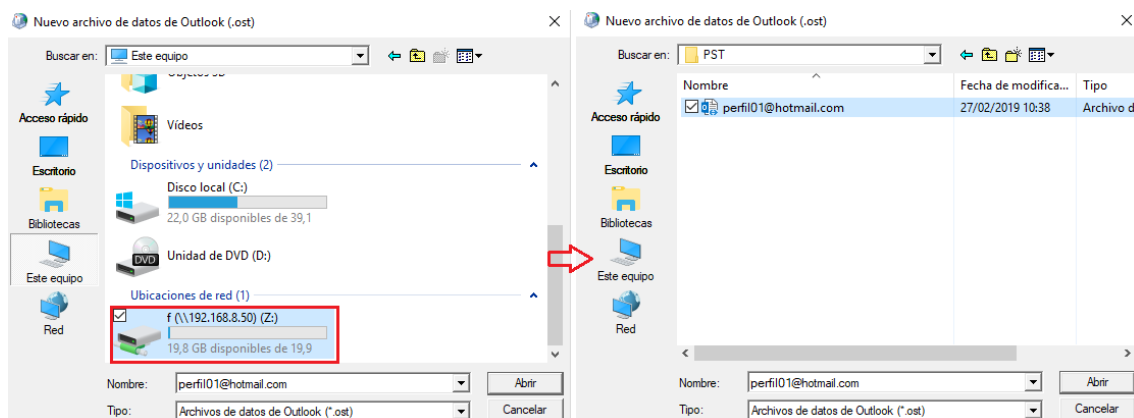 Nuevo archivo de datos de Outlook (.ost)
Buscar en:
Este equipo
Acceso rápido
Escritorio
Bibliotecas
Este equipo
Red
Objetos 3D
Vídeos
Dispositivos y unidades (2)
Disco local (C:)
22,0 GB disponibles de 39,1
DVD
Unidad de DVD (D:)
Ubicaciones de red (1)
f (\\192.168.8.50) (Z:)
19,8 GB disponibles de 19,9
Nombre:
perfil01@hotmail.com
Abrir
Tipo:
Archivos de datos de Outlook (*.ost)
Cancelar
Nuevo archivo de datos de Outlook (.ost)
Buscar en:
PST
Acceso rápido
Escritorio
Bibliotecas
Este equipo
Red
Nombre
Fecha de modifica...
Tipo
perfil01@hotmail.com
27/02/2019 10:38
Archivo d
Nombre:
perfil01@hotmail.com
Abrir
Tipo:
Archivos de datos de Outlook (*.ost)
Cancelar